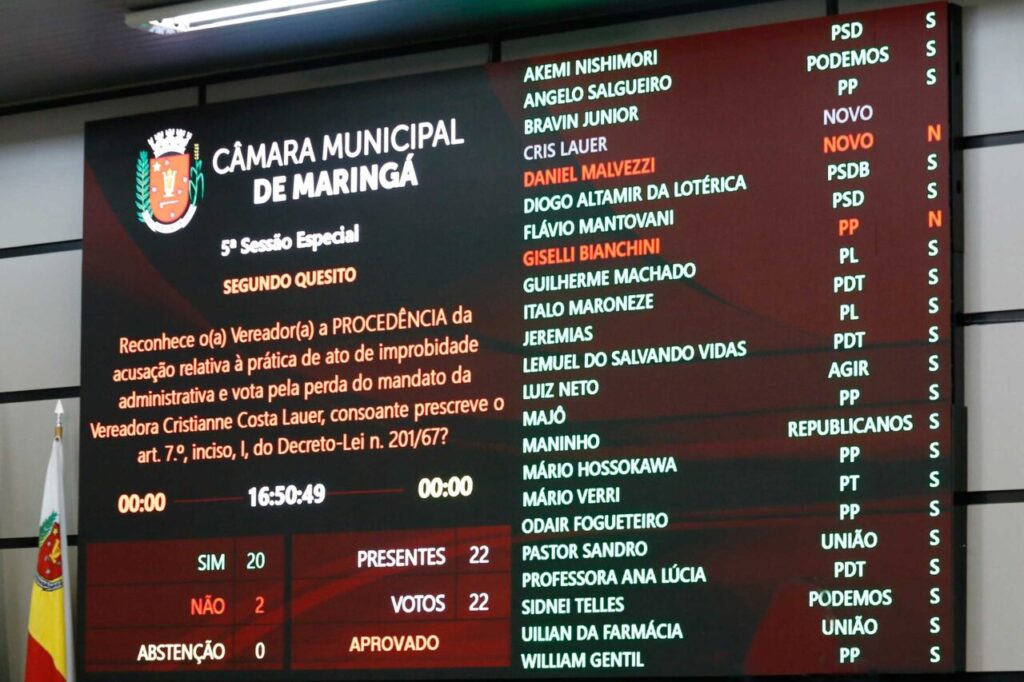 CÂMARA MUNICIPAL
DE MARINGÁ
5ª Sessão Especial
SEGUNDO QUESITO
Reconhece o(a) Vereador(a) a PROCEDÊNCIA da
acusação relativa à prática de ato de improbidade
administrativa e vota pela perda do mandato da
Vereadora Cristianne Costa Lauer, consoante prescreve o
art. 7.º, inciso, I, do Decreto-Lei n. 201/67?
00:00 16:50:49 00:00
SIM 20
NÃO 2
ABSTENÇÃO 0
PRESENTES 22
VOTOS 22
APROVADO
AKEMI NISHIMORI PSD S
ANGELO SALGUEIRO PODEMOS S
BRAVIN JUNIOR PP S
CRIS LAUER NOVO
DANIEL MALVEZZI NOVO N
DIOGO ALTAMIR DA LOTÉRICA PSDB S
FLÁVIO MANTOVANI PSD S
GISELLI BIANCHINI PP N
GUILHERME MACHADO PL S
ITALO MARONEZE PDT S
JEREMIAS PL S
LEMUEL DO SALVANDO VIDAS PDT S
LUIZ NETO AGIR S
MAJÔ PP S
MANINHO REPUBLICANOS S
MÁRIO HOSSOKAWA PP S
MÁRIO VERRI PT S
ODAIR FOGUETEIRO PP S
PASTOR SANDRO UNIÃO S
PROFESSORA ANA LÚCIA PDT S
SIDNEI TELLES PODEMOS S
UILIAN DA FARMÁCIA UNIÃO S
WILLIAM GENTIL PP S